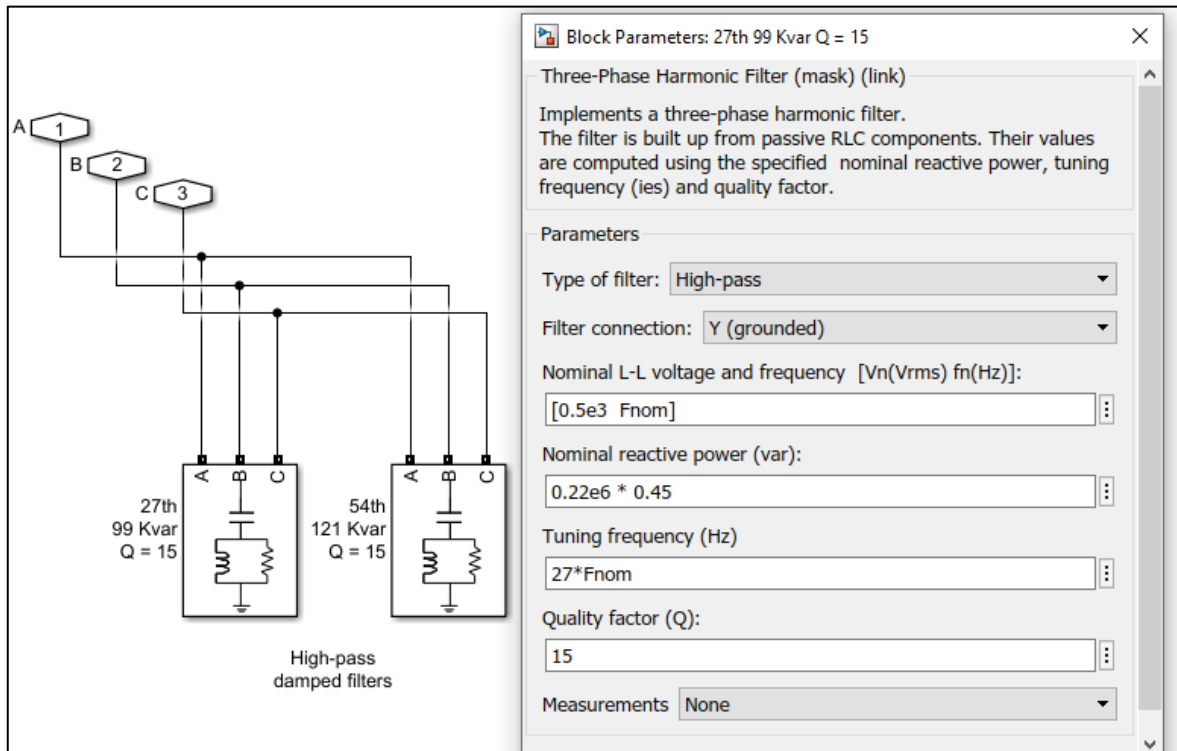 A
1
B
2
C
3
A
B
C
27th
99 Kvar
Q = 15
A
B
C
54th
121 Kvar
Q = 15
High-pass
damped filters
Block Parameters: 27th 99 Kvar Q = 15
Three-Phase Harmonic Filter (mask) (link)
Implements a three-phase harmonic filter.
The filter is built up from passive RLC components. Their values
are computed using the specified  nominal reactive power, tuning
frequency (ies) and quality factor.
Parameters
Type of filter: High-pass
Filter connection: Y (grounded)
Nominal L-L voltage and frequency  [Vn(Vrms) fn(Hz)]:
[0.5e3  Fnom]
Nominal reactive power (var):
0.22e6 * 0.45
Tuning frequency (Hz)
27*Fnom
Quality factor (Q):
15
Measurements None